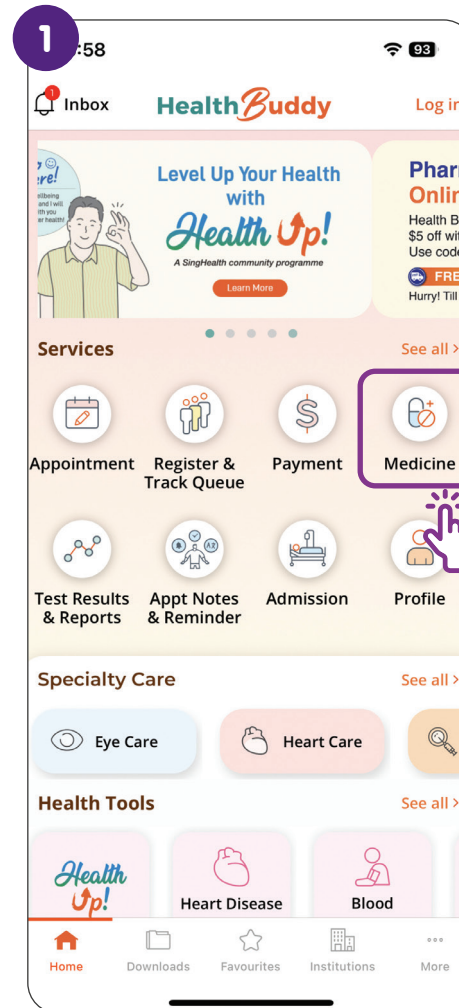 1
:58
93
1
Inbox
HealthBuddy
Log in
Level Up Your Health
with
Health Up!
A SingHealth community programme
Learn More
Online
Health B
$5 off wit
Use code
FREE
Hurry! Till
Services
See all >
Appointment
Register &
Track Queue
Payment
Medicine
Test Results
& Reports
Appt Notes
& Reminder
Admission
Profile
Specialty Care
See all >
Eye Care
Heart Care
Health Tools
See all >
Health
Up!
Heart Disease
Blood
Home
Downloads
Favourites
Institutions
More